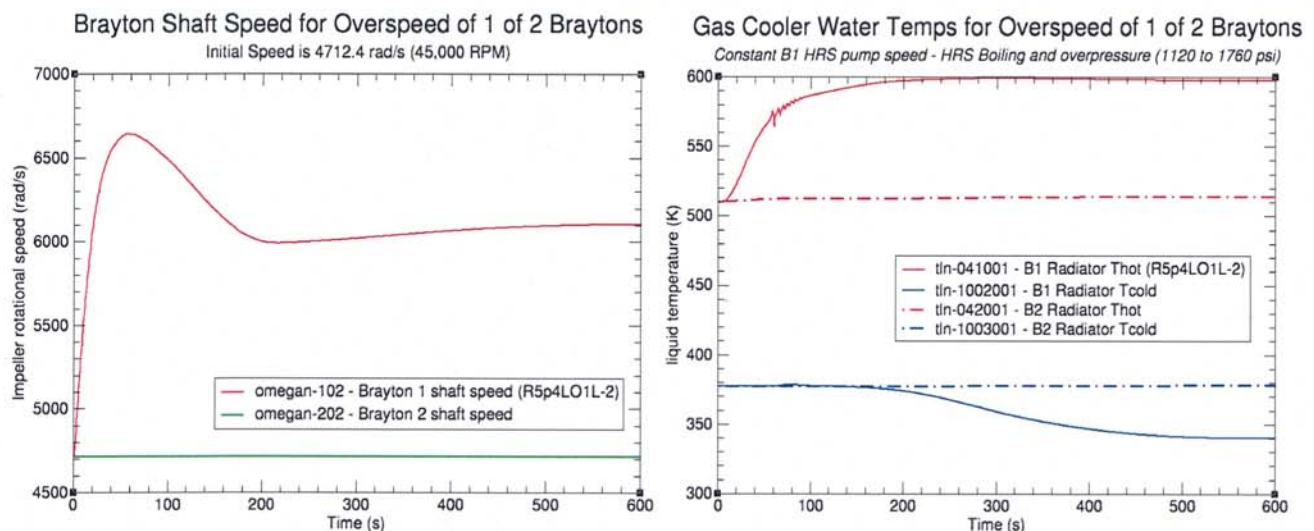 Brayton Shaft Speed for Overspeed of 1 of 2 Braytons
Initial Speed is 4712.4 rad/s (45,000 RPM)
7000
6500
6000
5500
5000
4500
Impeller rotational speed (rad/s)
omegan-102 - Brayton 1 shaft speed (R5p4LO1L-2)
omegan-202 - Brayton 2 shaft speed
0
100
200
300
400
500
600
Time (s)
Gas Cooler Water Temps for Overspeed of 1 of 2 Braytons
Constant B1 HRS pump speed - HRS Boiling and overpressure (1120 to 1760 psi)
600
550
500
450
400
350
300
liquid temperature (K)
tln-041001 - B1 Radiator Thot (R5p4LO1L-2)
tln-1002001 - B1 Radiator Tcold
tln-042001 - B2 Radiator Thot
tln-1003001 - B2 Radiator Tcold
0
100
200
300
400
500
600
Time (s)